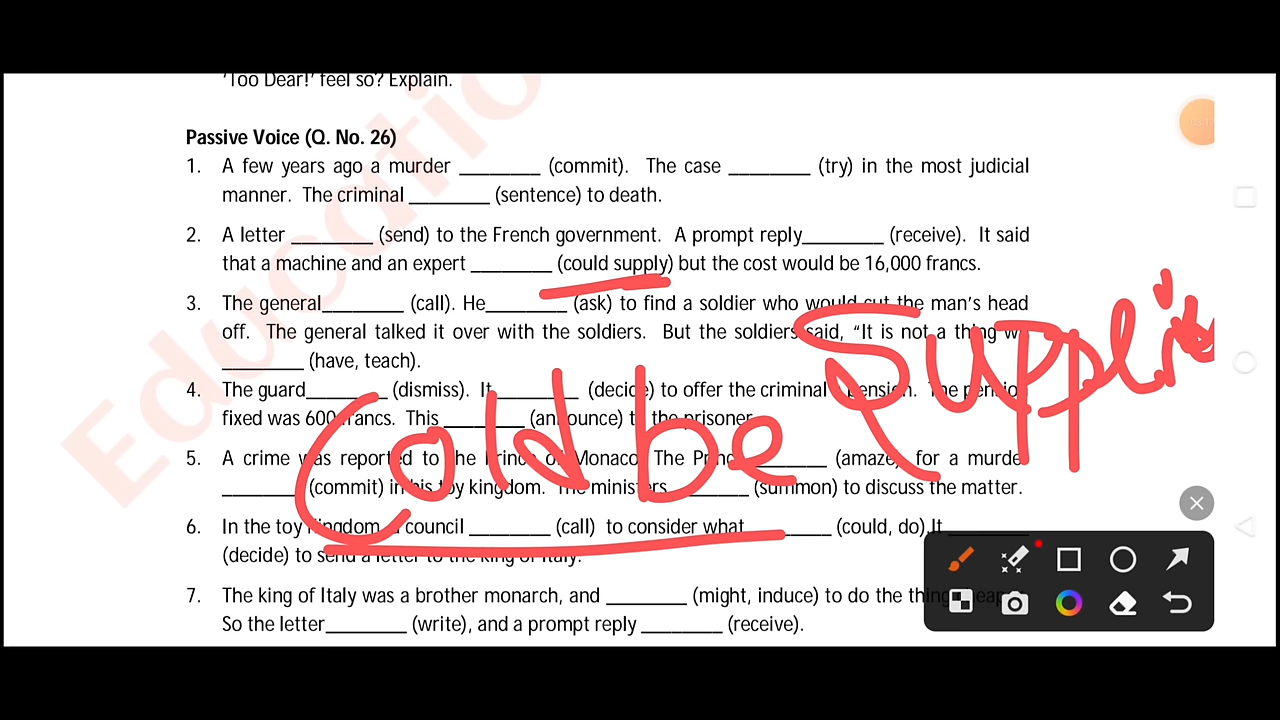 'Too Dear!' feel so? Explain.
Passive Voice (Q. No. 26)
1. A few years ago a murder ________ (commit). The case ________ (try) in the most judicial
manner. The criminal ________ (sentence) to death.
2. A letter ________ (send) to the French government. A prompt reply________ (receive). It said
that a machine and an expert ________ (could supply) but the cost would be 16,000 francs.
3. The general________ (call). He________ (ask) to find a soldier who would cut the man's head
off. The general talked it over with the soldiers. But the soldiers said, "It is not a thing we
________ (have, teach).
4. The guard________ (dismiss). It ________ (decide) to offer the criminal a pension. The pension
fixed was 600 francs. This ________ (announce) to the prisoner.
5. A crime was reported to the Prince of Monaco. The Prince ________ (amaze) for a murder
________ (commit) in his toy kingdom. The ministers ________ (summon) to discuss the matter.
6. In the toy kingdom a council ________ (call) to consider what ________ (could, do).It ________
(decide) to send a letter to the king of Italy.
7. The king of Italy was a brother monarch, and ________ (might, induce) to do the thing cheaper.
So the letter________ (write), and a prompt reply ________ (receive).
Cold be Supplie
Educatio